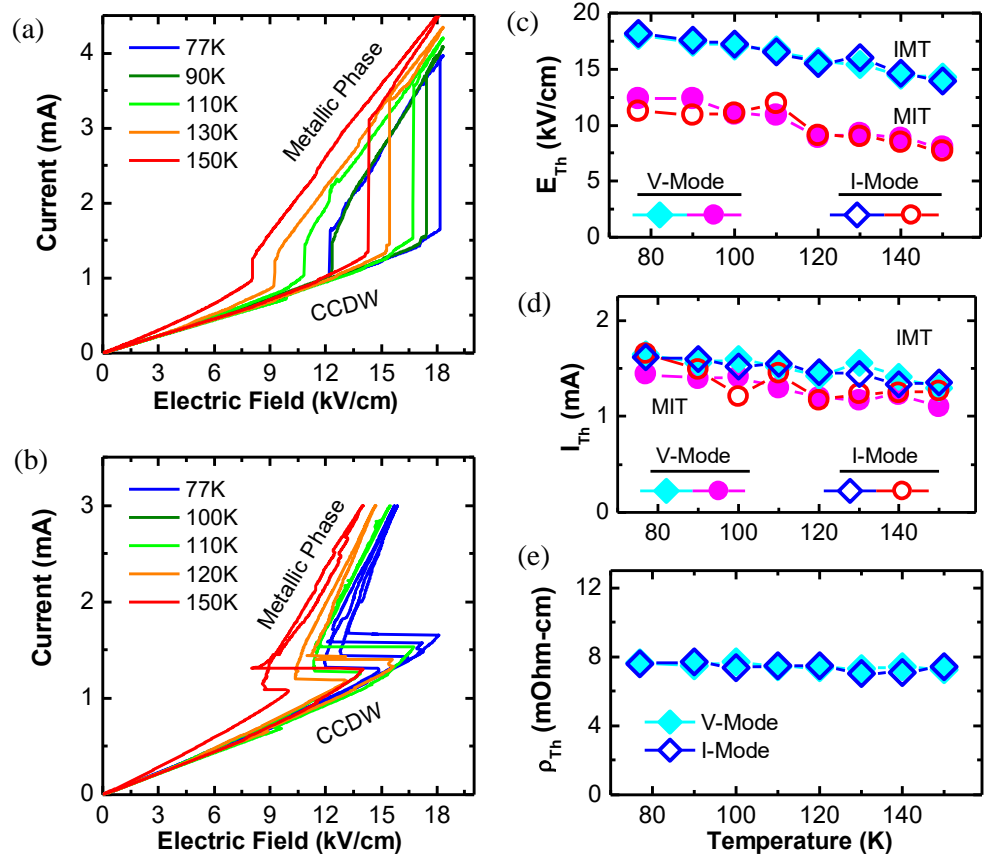 (a)
77K
90K
110K
130K
150K
Metallic Phase
CCDW
4
3
2
1
0
0 3 6 9 12 15 18
Current (mA)
Electric Field (kV/cm)
(b)
77K
100K
110K
120K
150K
Metallic Phase
CCDW
3
2
1
0
0 3 6 9 12 15 18
Current (mA)
Electric Field (kV/cm)
(c)
IMT
MIT
V-Mode I-Mode
20
15
10
5
0
80 100 120 140
E_Th (kV/cm)
(d)
IMT
MIT
V-Mode I-Mode
2
1
0
80 100 120 140
I_Th (mA)
(e)
V-Mode
I-Mode
12
8
4
0
80 100 120 140
ρ_Th (mOhm-cm)
Temperature (K)